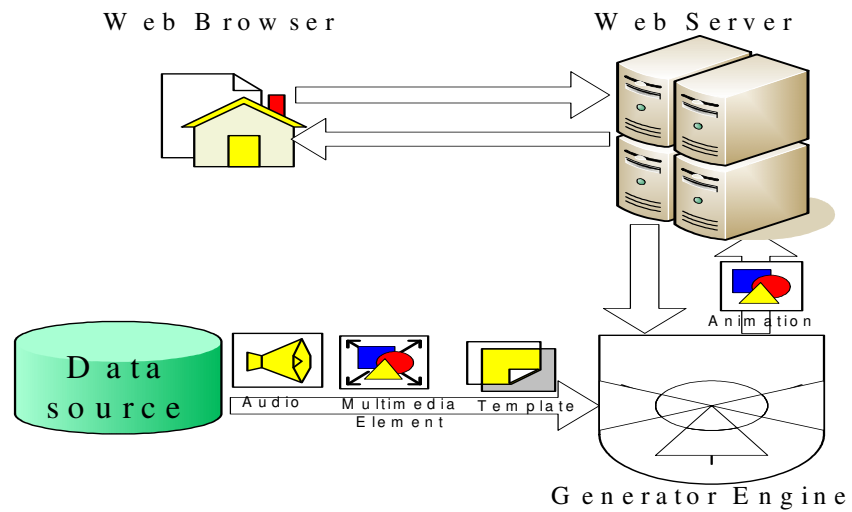 Web Browser
Web Server
Animation
Data
source
Audio
Multimedia
Element
Template
Generator Engine